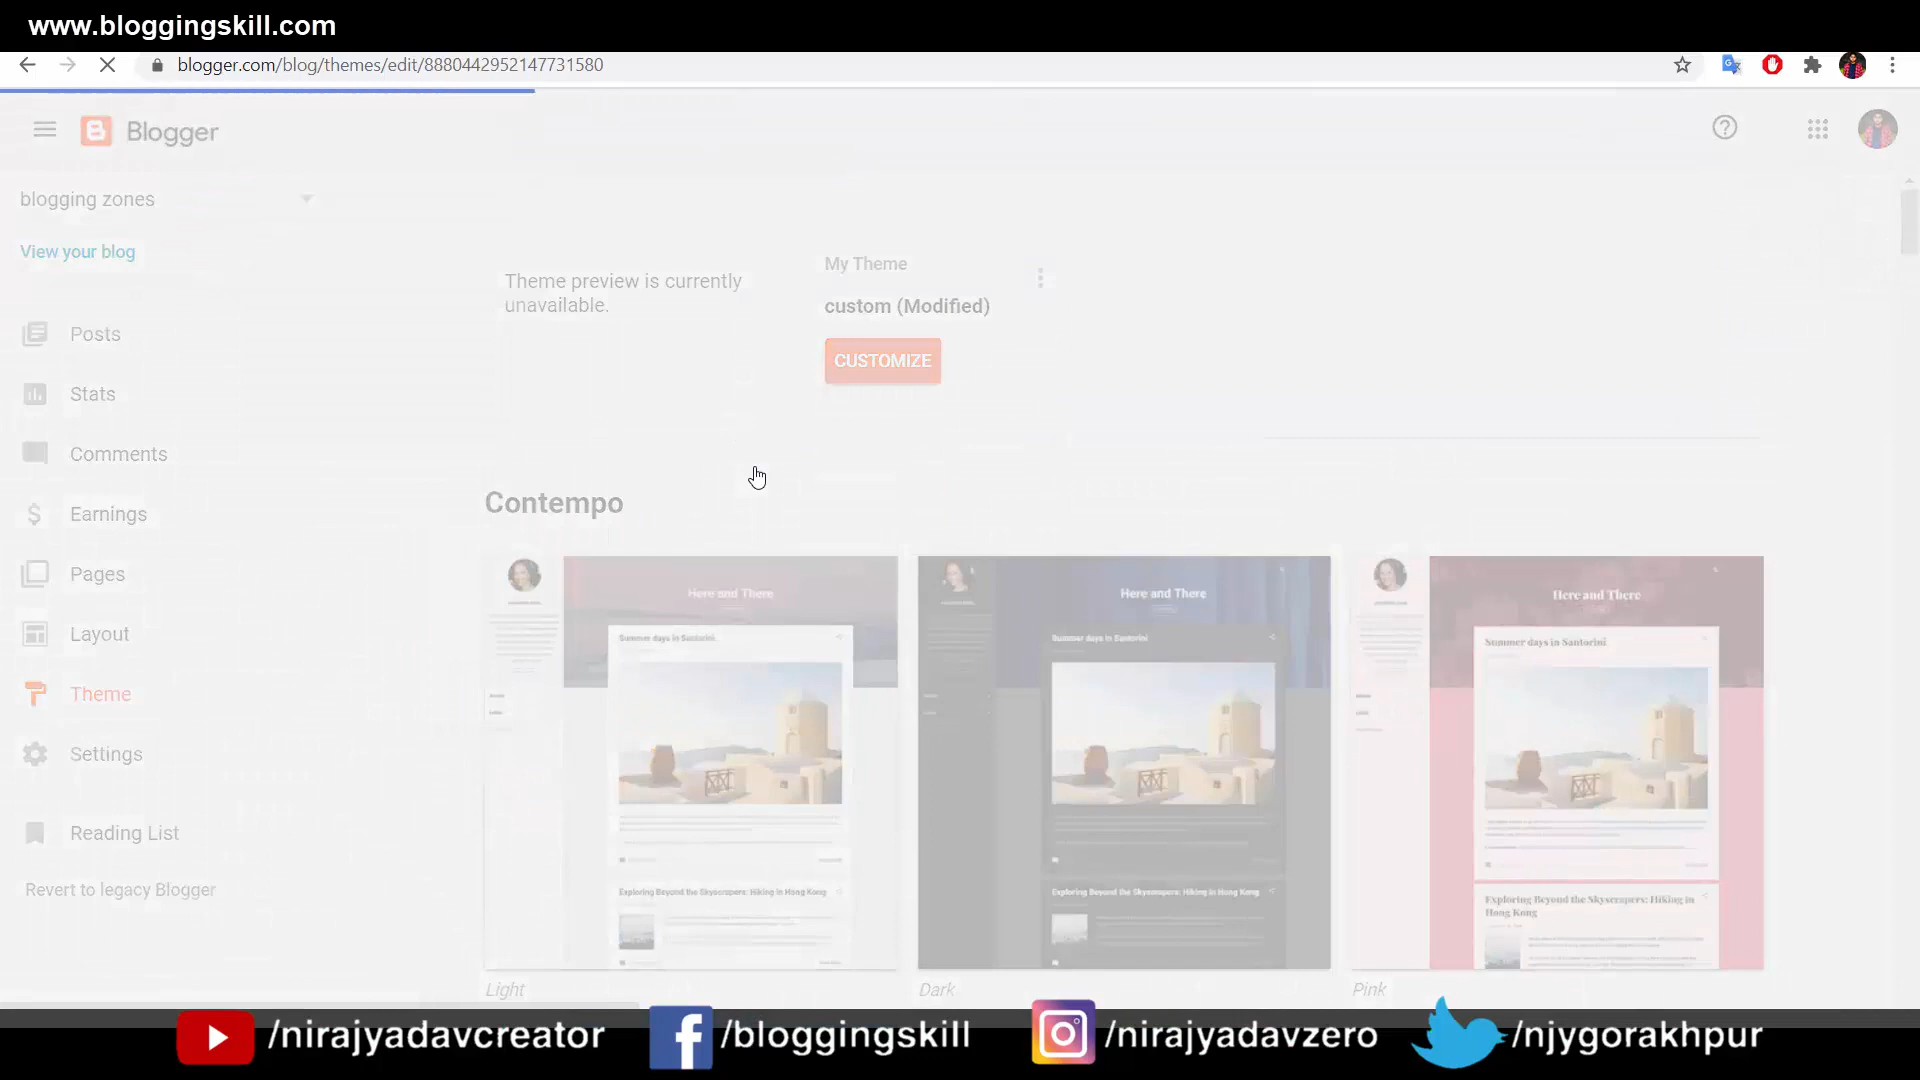 www.bloggingskill.com
blogger.com/blog/themes/edit/8880442952147731580
Blogger
blogging zones
View your blog
Posts
Stats
Comments
Earnings
Pages
Layout
Theme
Settings
Reading List
Revert to legacy Blogger
Theme preview is currently
unavailable.
My Theme
custom (Modified)
CUSTOMIZE
Contempo
Here and There
Summer days in Santorini
Exploring Beyond the Skyscrapers: Hiking in Hong Kong
Here and There
Summer days in Santorini
Exploring Beyond the Skyscrapers: Hiking in Hong Kong
Here and There
Summer days in Santorini
Exploring Beyond the Skyscrapers: Hiking in
Hong Kong
Light
Dark
Pink
/nirajyadavcreator
/bloggingskill
/nirajyadavzero
/njygorakhpur